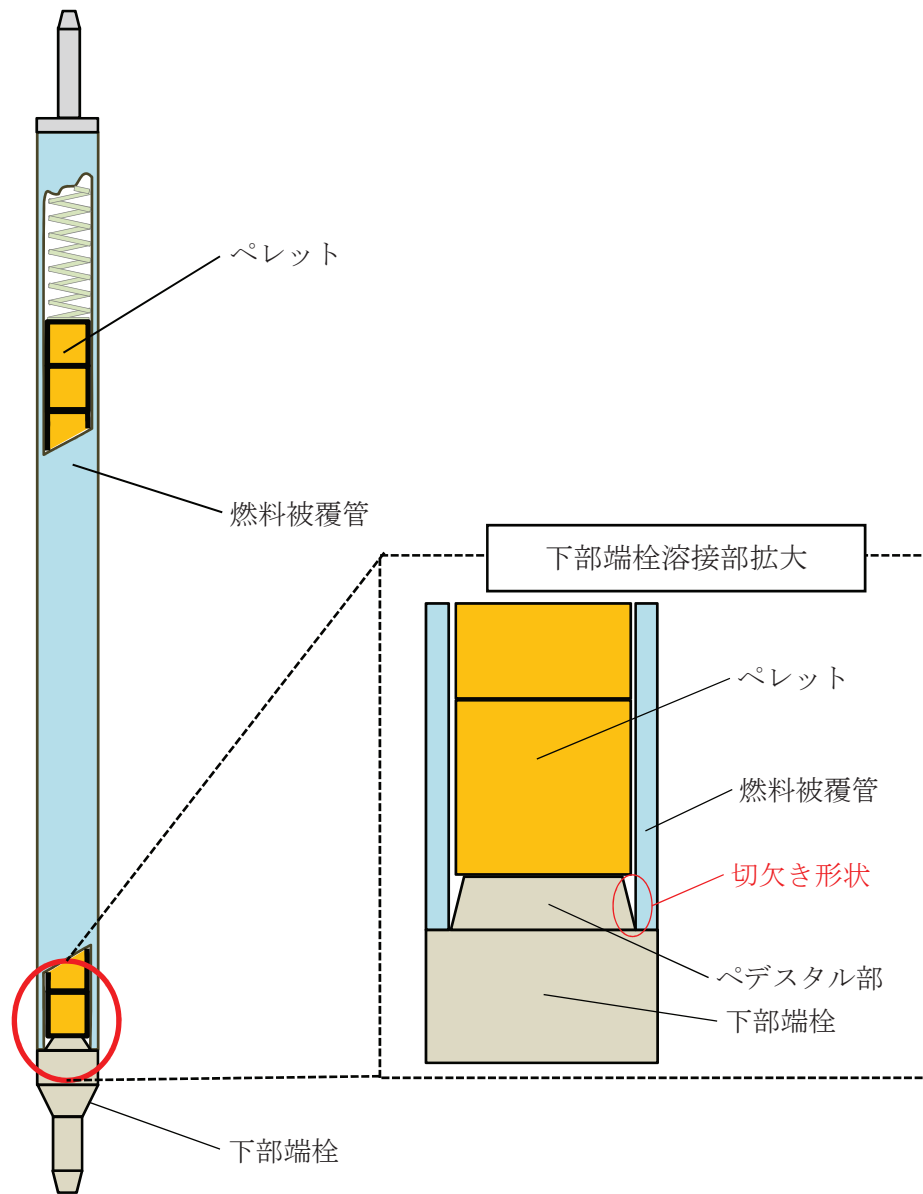 ペレット
燃料被覆管
下部端栓溶接部拡大
ペレット
燃料被覆管
切欠き形状
ペデスタル部
下部端栓
下部端栓